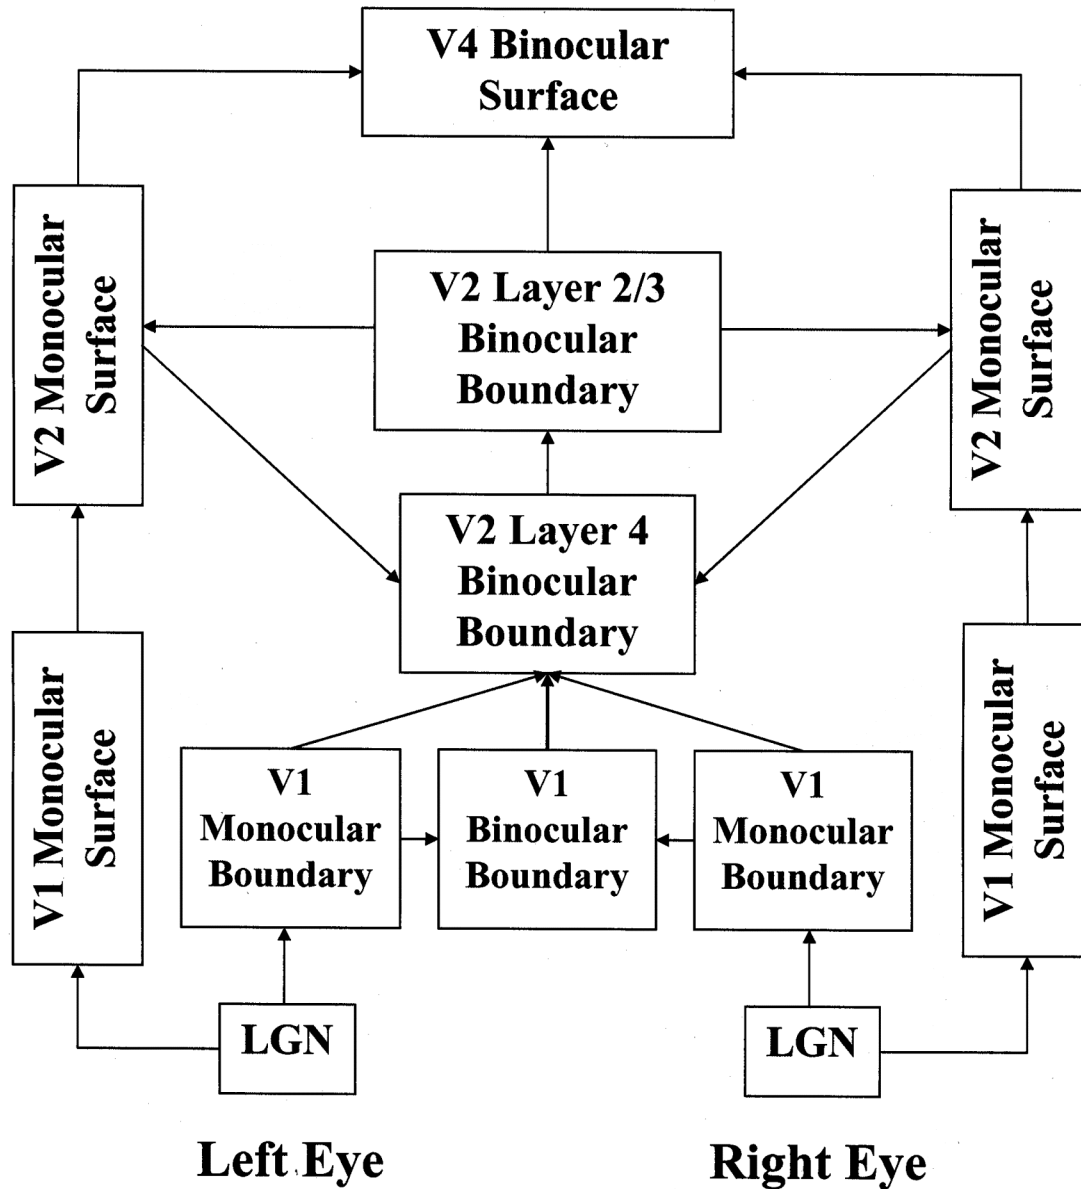 V4 Binocular
Surface
V2 Monocular
Surface
V2 Layer 2/3
Binocular
Boundary
V2 Monocular
Surface
V2 Layer 4
Binocular
Boundary
V1 Monocular
Surface
V1
Monocular
Boundary
V1
Binocular
Boundary
V1
Monocular
Boundary
V1 Monocular
Surface
LGN
LGN
Left Eye
Right Eye